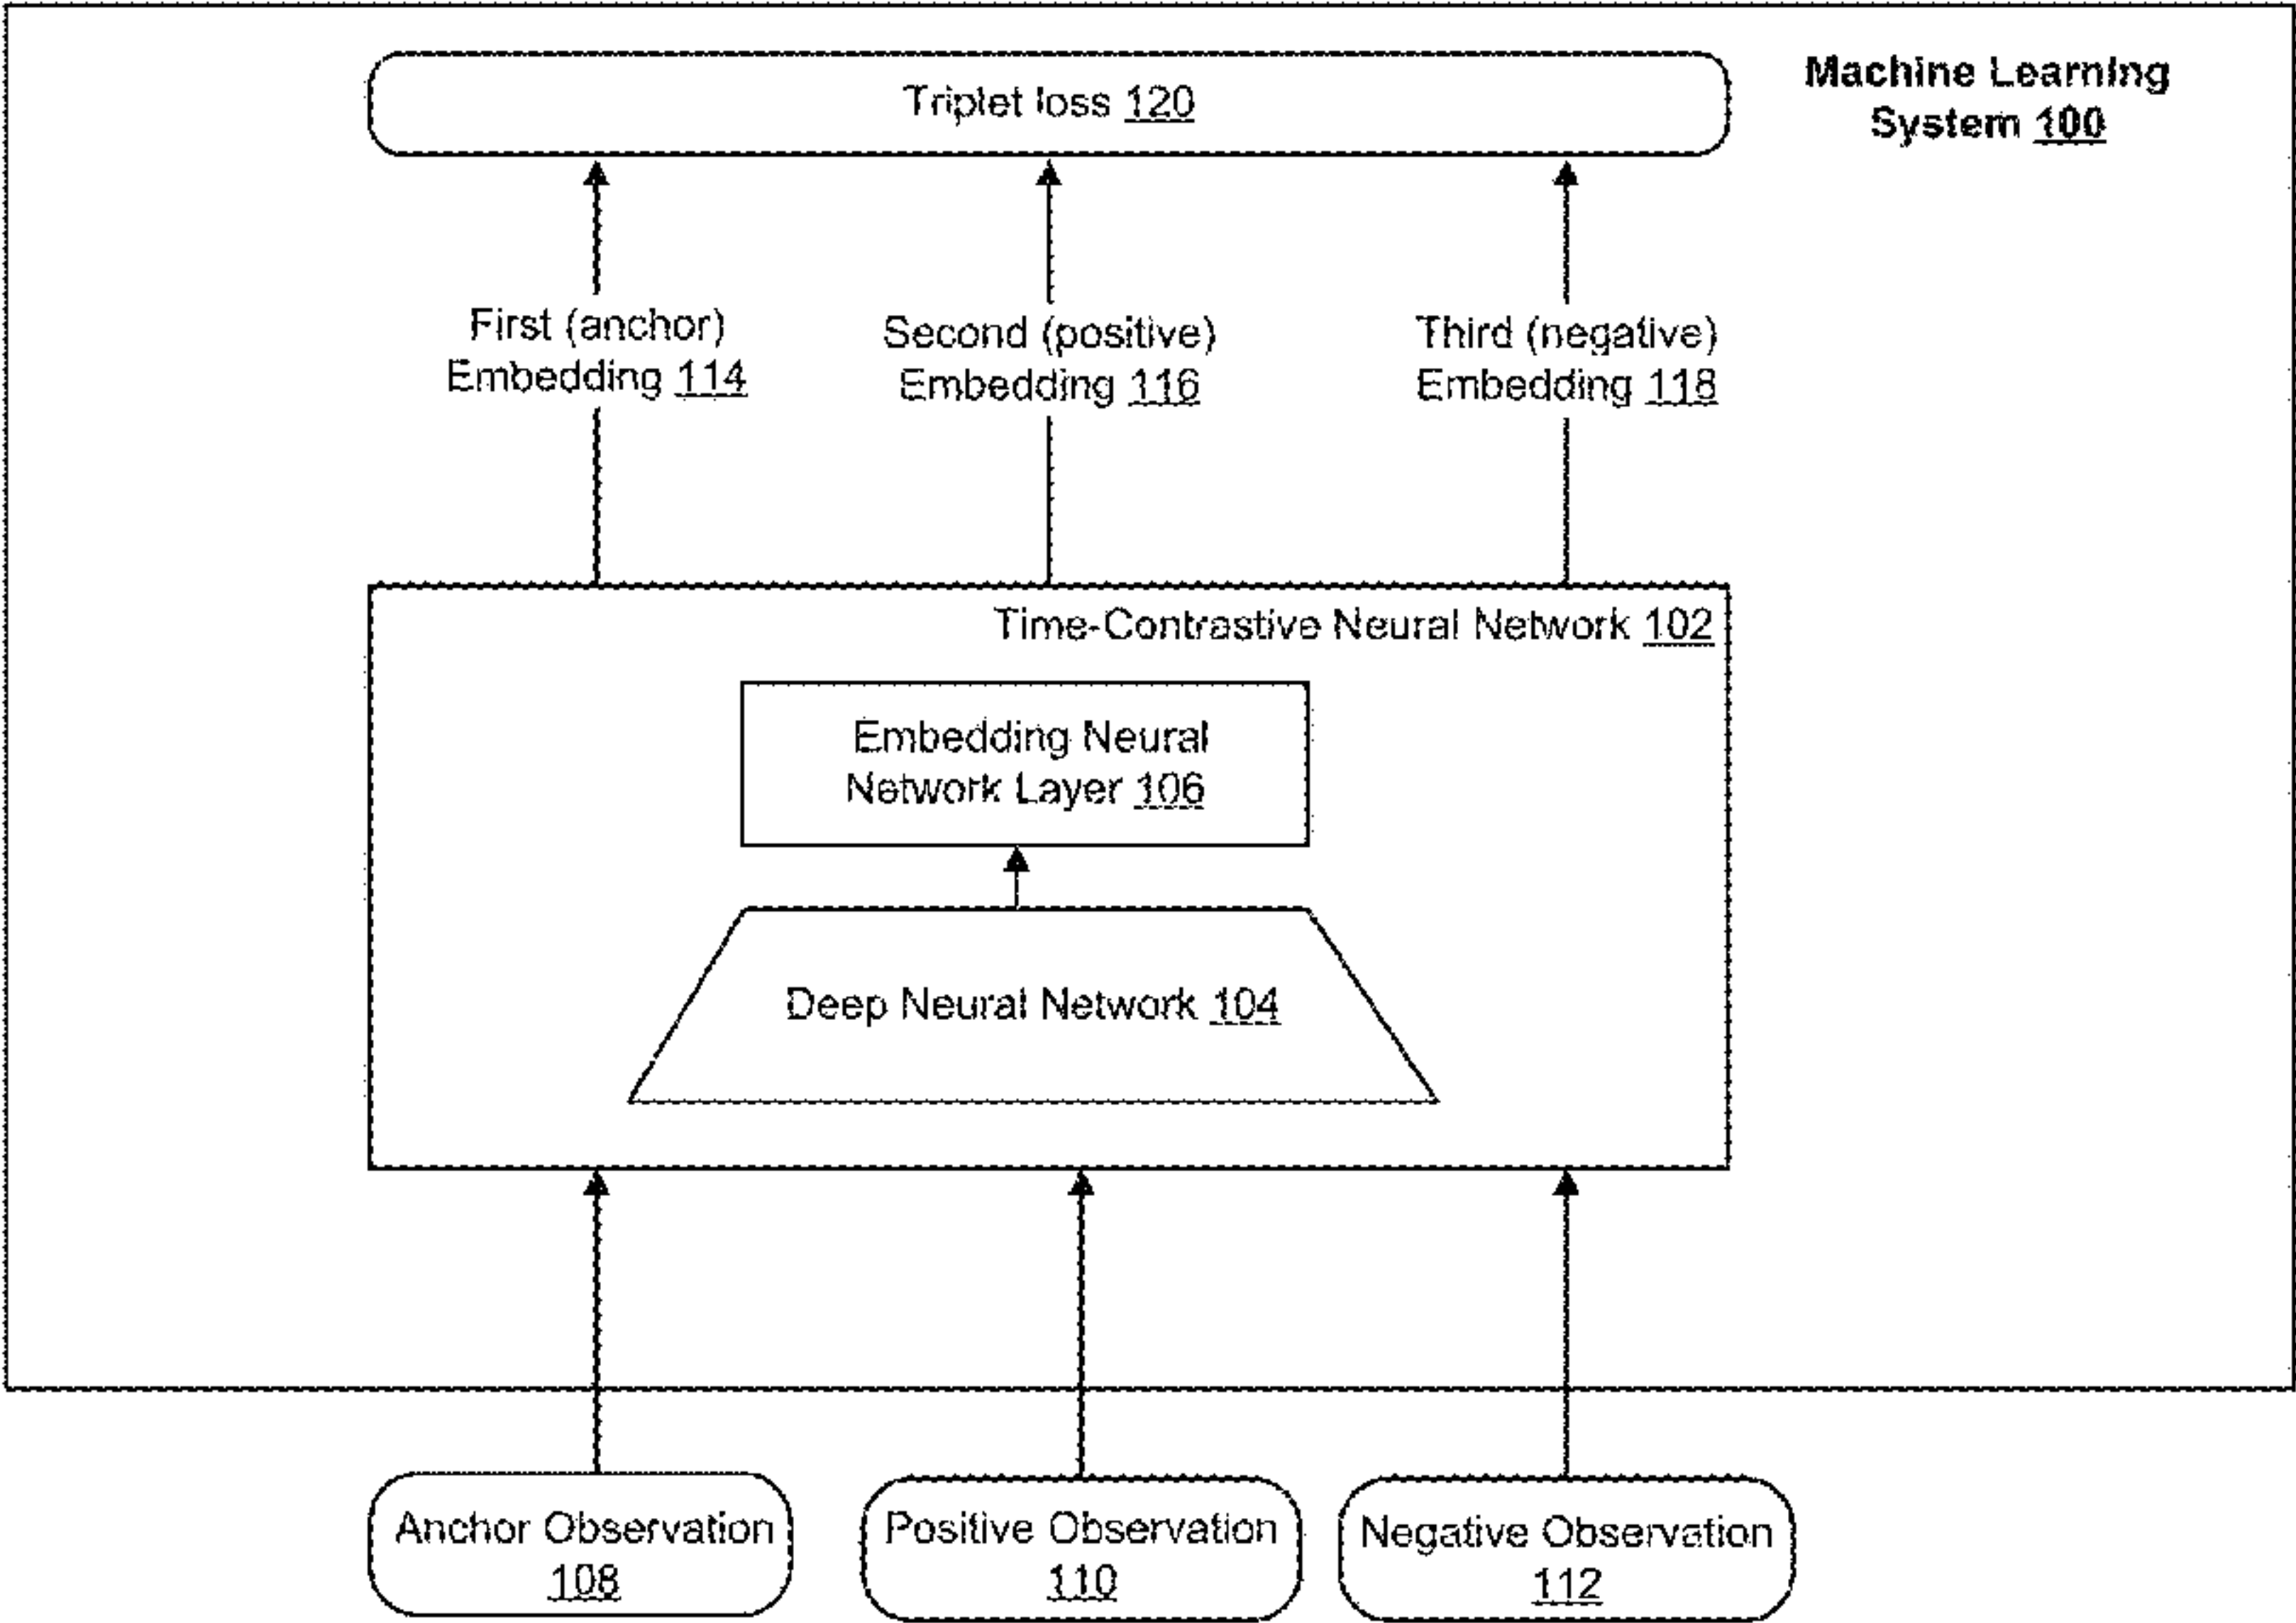 Triplet loss 120
Machine Learning
System 100
First (anchor)
Embedding 114
Second (positive)
Embedding 116
Third (negative)
Embedding 118
Time-Contrastive Neural Network 102
Embedding Neural
Network Layer 106
Deep Neural Network 104
Anchor Observation
108
Positive Observation
110
Negative Observation
112